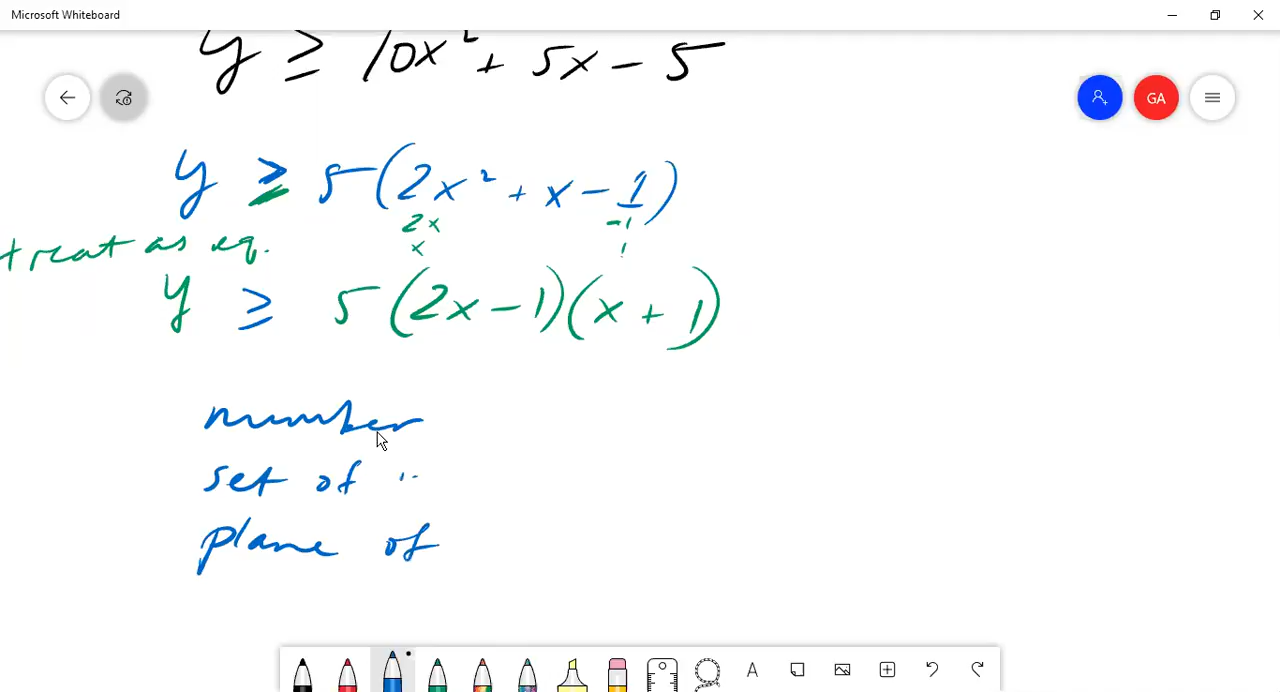 Microsoft Whiteboard
y ≥ 10x² + 5x - 5
GA
y ≥ 5(2x² + x - 1)
2x -1
x 1
treat as eq.
y ≥ 5(2x - 1)(x + 1)
number
set of "
plane of
A